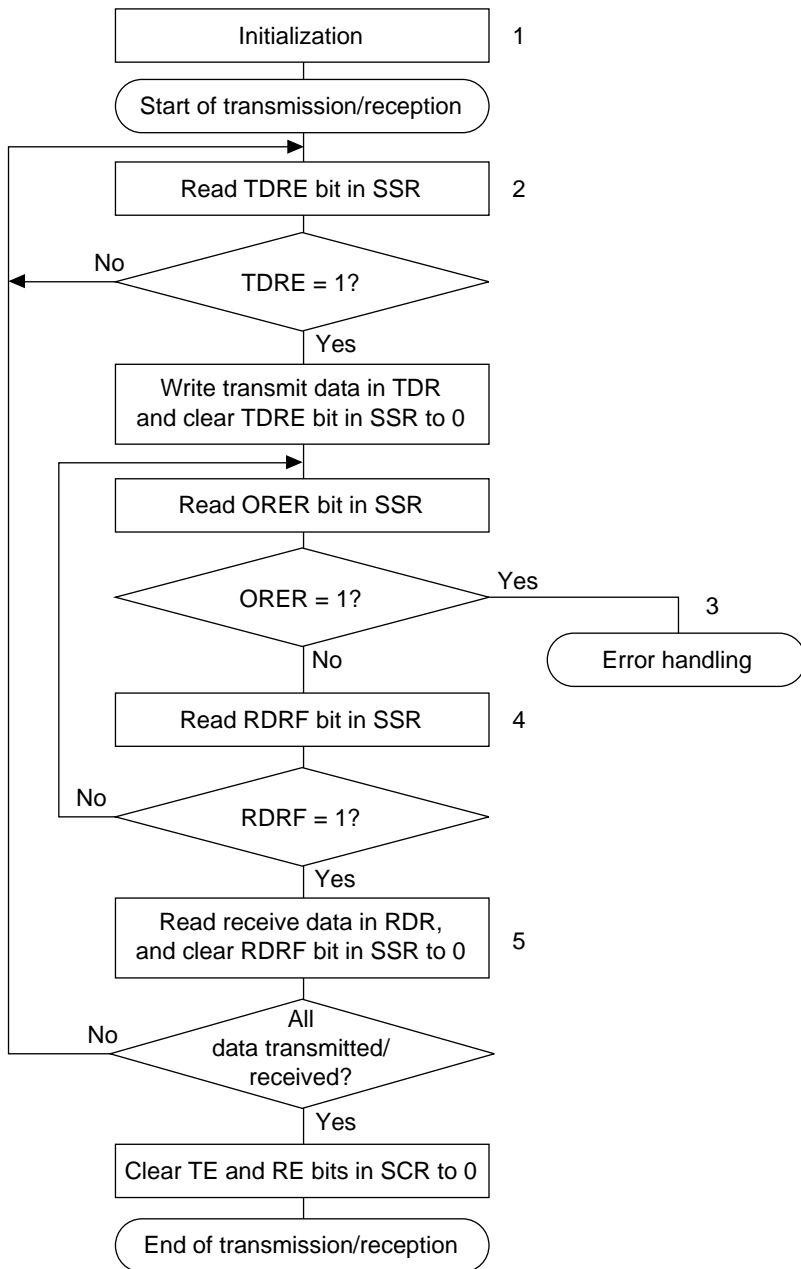 Initialization
1
Start of transmission/reception
Read TDRE bit in SSR
2
No
TDRE = 1?
Yes
Write transmit data in TDR
and clear TDRE bit in SSR to 0
Read ORER bit in SSR
ORER = 1?
Yes
3
Error handling
No
Read RDRF bit in SSR
4
No
RDRF = 1?
Yes
Read receive data in RDR,
and clear RDRF bit in SSR to 0
5
No
All
data transmitted/
received?
Yes
Clear TE and RE bits in SCR to 0
End of transmission/reception